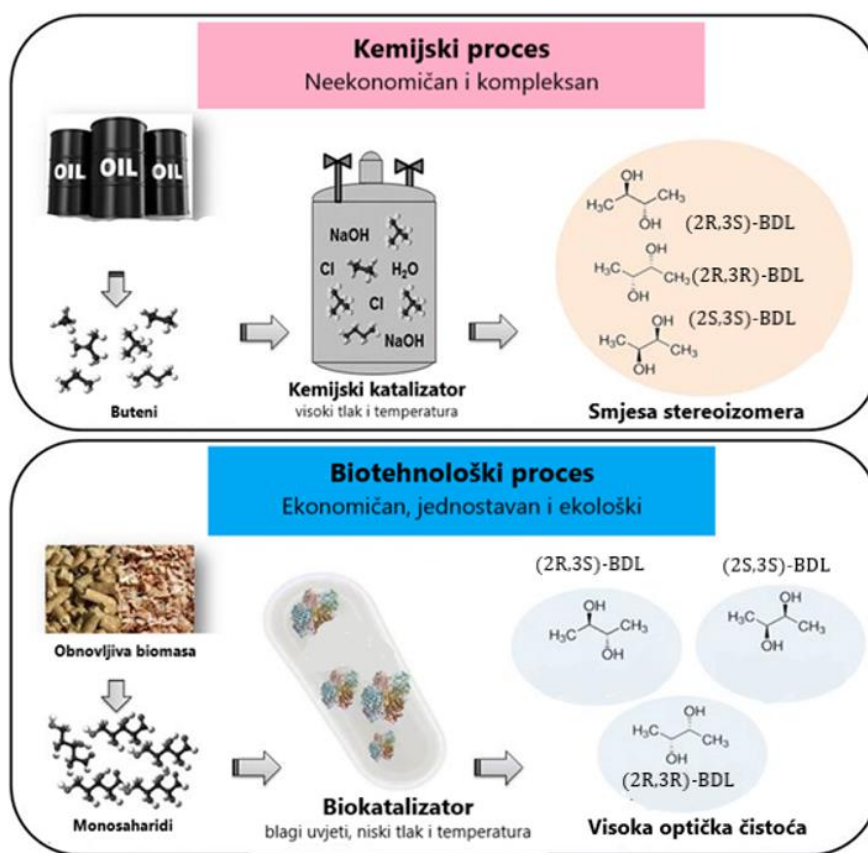 Kemijski proces
Neekonomičan i kompleksan
OIL OIL OIL
Buteni
NaOH
Cl H₂O
Cl
NaOH
Kemijski katalizator
visoki tlak i temperatura
OH
H₃C CH₃
OH
(2R,3S)-BDL
OH
H₃C CH₃
OH
(2R,3R)-BDL
OH
H₃C CH₃
OH
(2S,3S)-BDL
Smjesa stereoizomera
Biotehnološki proces
Ekonomičan, jednostavan i ekološki
Obnovljiva biomasa
Monosaharidi
Biokatalizator
blagi uvjeti, niski tlak i temperatura
(2R,3S)-BDL
OH
H₃C CH₃
OH
(2S,3S)-BDL
OH
H₃C CH₃
OH
OH
H₃C CH₃
OH
(2R,3R)-BDL
Visoka optička čistoća